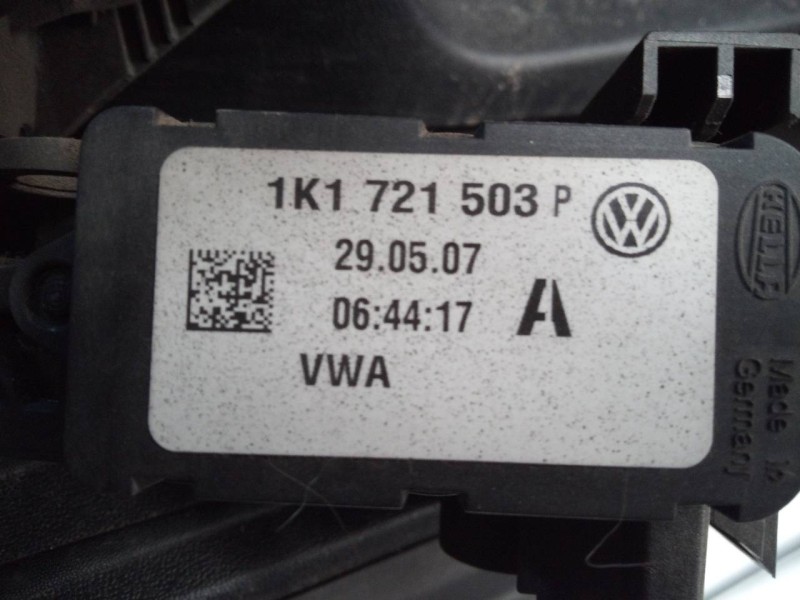 1K1 721 503 P
29.05.07
06:44:17 A
VWA
HELLA
Made in
Germany